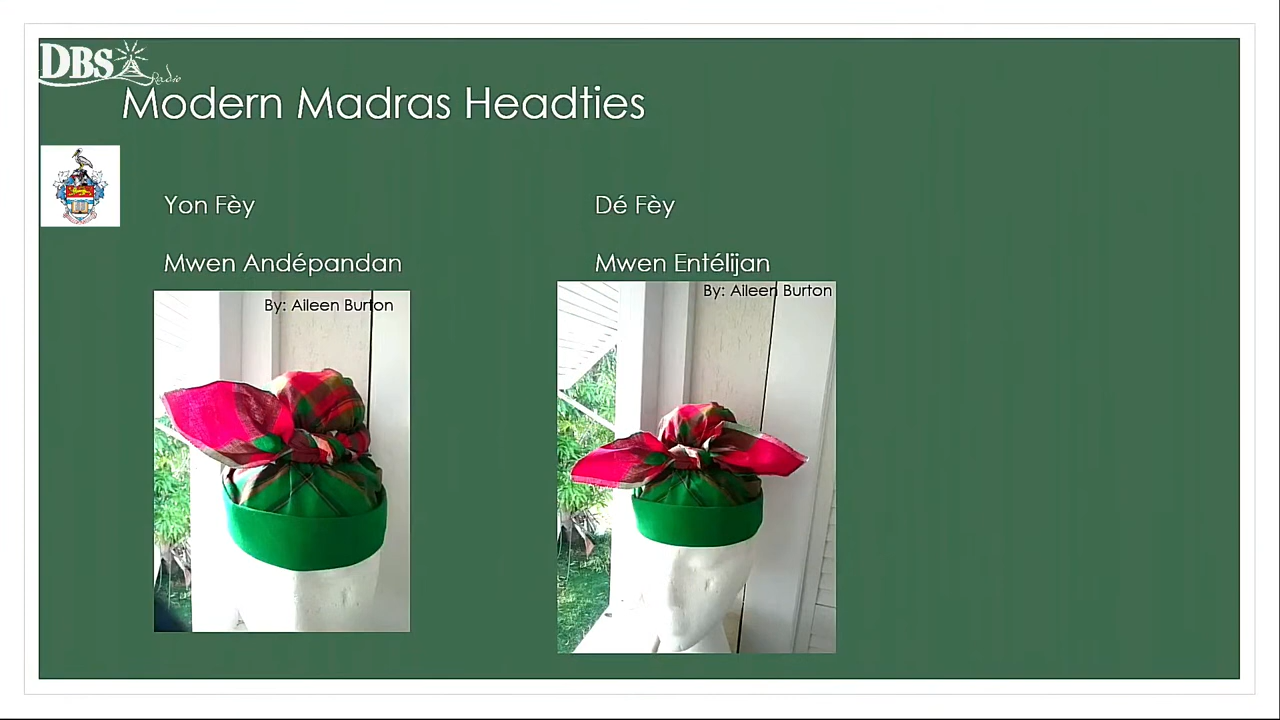 DBS
Radio
Modern Madras Headties
Yon Fèy
Mwen Andépandan
By: Aileen Burton
Dé Fèy
Mwen Entélijan
By: Aileen Burton